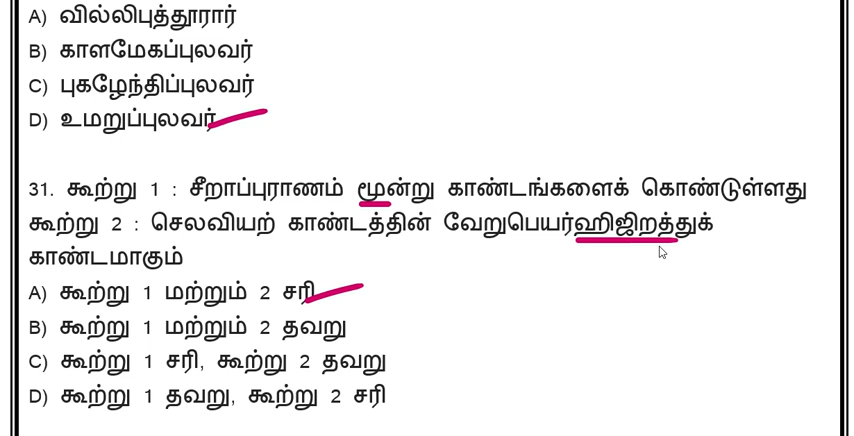 A) வில்லிபுத்தூரார்
B) காளமேகப்புலவர்
C) புகழேந்திப்புலவர்
D) உமறுப்புலவர்
31. கூற்று 1 : சீறாப்புராணம் மூன்று காண்டங்களைக் கொண்டுள்ளது
கூற்று 2 : செலவியற் காண்டத்தின் வேறுபெயர்ஹிஜிறத்துக்
காண்டமாகும்
A) கூற்று 1 மற்றும் 2 சரி
B) கூற்று 1 மற்றும் 2 தவறு
C) கூற்று 1 சரி, கூற்று 2 தவறு
D) கூற்று 1 தவறு, கூற்று 2 சரி